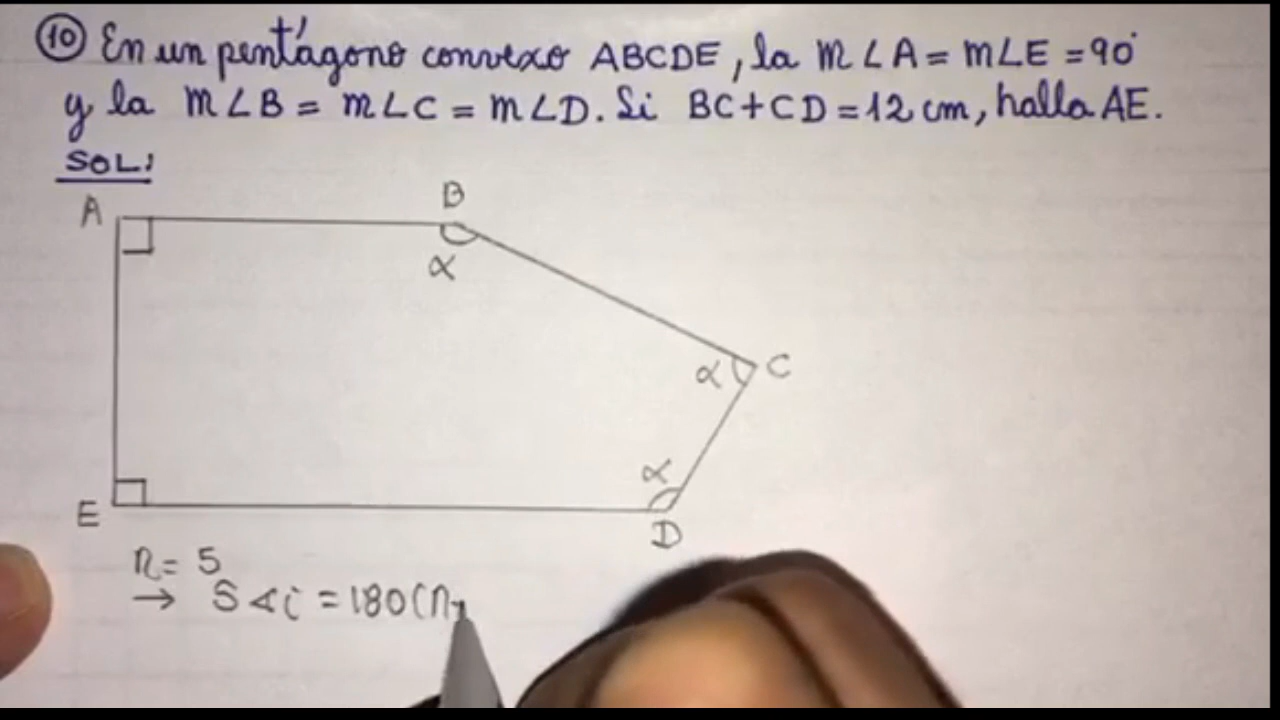 10 En un pentágono convexo ABCDE, la m∠A = m∠E = 90°
y la m∠B = m∠C = m∠D. Si BC + CD = 12 cm, halla AE.
SOL:
A
B
α
α C
α
E
D
n = 5
→ S∢i = 180(n-